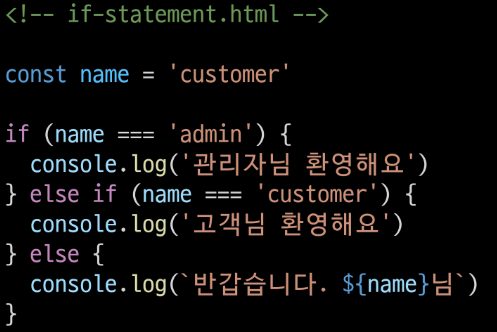 <!-- if-statement.html -->

const name = 'customer'

if (name === 'admin') {
  console.log('관리자님 환영해요')
} else if (name === 'customer') {
  console.log('고객님 환영해요')
} else {
  console.log(`반갑습니다. ${name}님`)
}